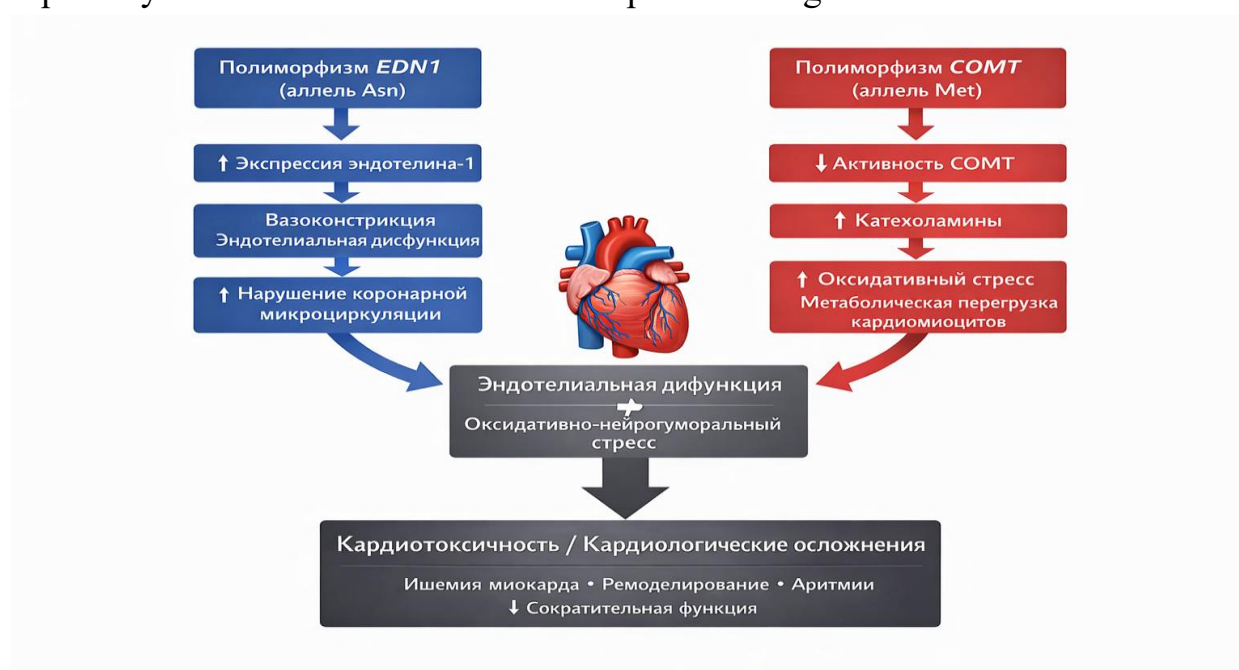 Полиморфизм EDN1
(аллель Asn)
↑ Экспрессия эндотелина-1
Вазоконстрикция
Эндотелиальная дисфункция
↑ Нарушение коронарной
микроциркуляции
Полиморфизм COMT
(аллель Met)
↓ Активность COMT
↑ Катехоламины
↑ Оксидативный стресс
Метаболическая перегрузка
кардиомиоцитов
Эндотелиальная дифункция
Оксидативно-нейрогуморальный
стресс
Кардиотоксичность / Кардиологические осложнения
Ишемия миокарда • Ремоделирование • Аритмии
↓ Сократительная функция